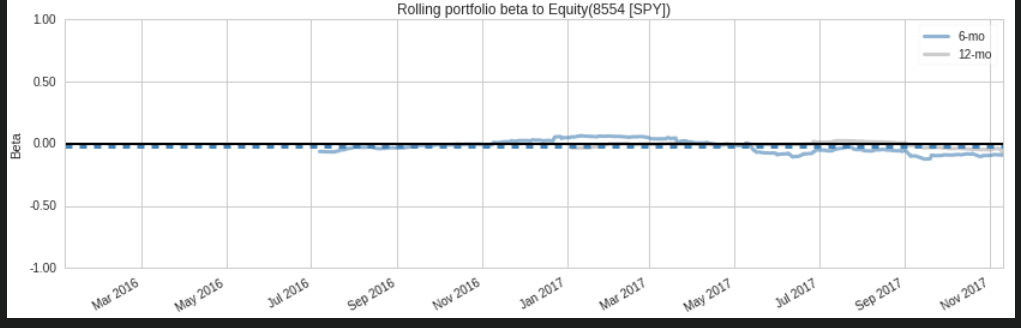 Rolling portfolio beta to Equity(8554 [SPY])
1.00
0.50
0.00
-0.50
-1.00
Beta
6-mo
12-mo
Mar 2016
May 2016
Jul 2016
Sep 2016
Nov 2016
Jan 2017
Mar 2017
May 2017
Jul 2017
Sep 2017
Nov 2017